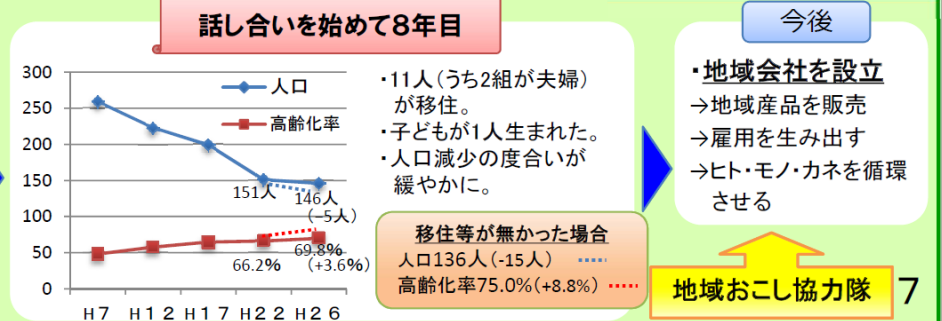 話し合いを始めて8年目
300
250
200
150
100
50
0
人口
高齢化率
151人
146人
(-5人)
66.2%
69.8%
(+3.6%)
H7 H12 H17 H22 H26
・11人(うち2組が夫婦)
が移住。
・子どもが1人生まれた。
・人口減少の度合いが
緩やかに。
移住等が無かった場合
人口136人(-15人)
高齢化率75.0%(+8.8%)
今後
・地域会社を設立
→地域産品を販売
→雇用を生み出す
→ヒト・モノ・カネを循環
させる
地域おこし協力隊
7